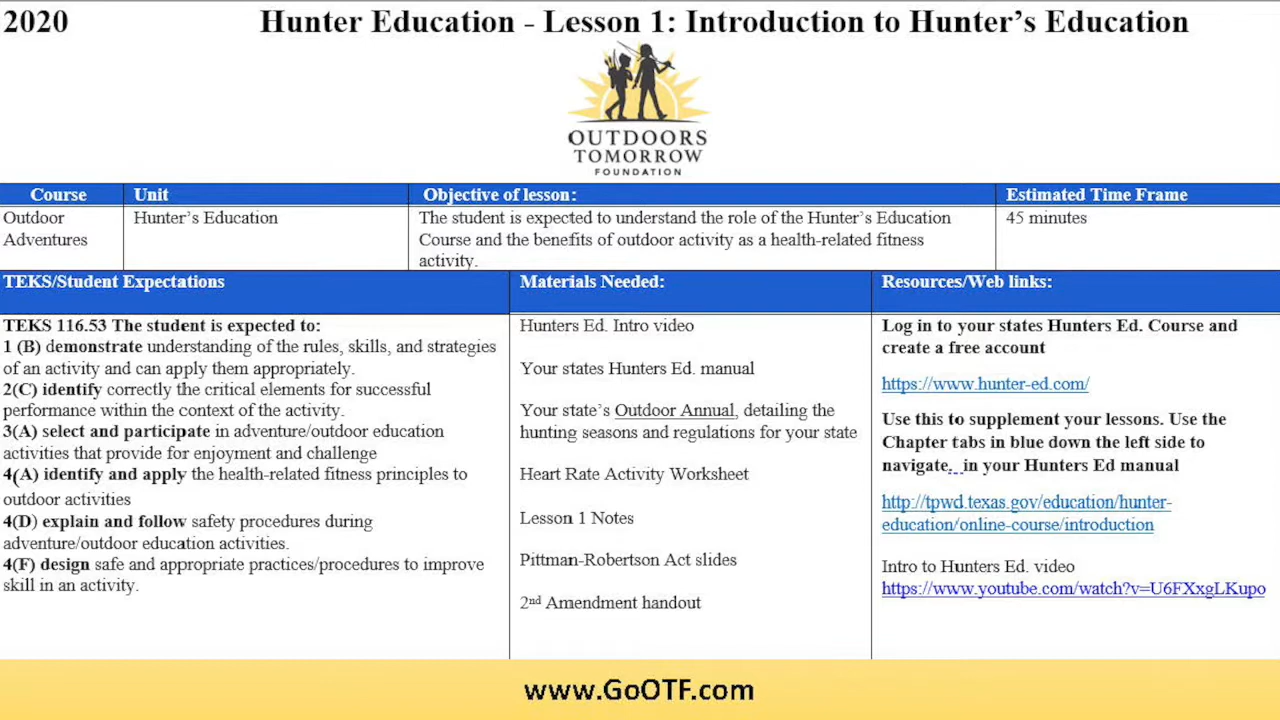 2020 Hunter Education - Lesson 1: Introduction to Hunter's Education
OUTDOORS
TOMORROW
FOUNDATION
Course Unit Objective of lesson: Estimated Time Frame
Outdoor
Adventures
Hunter's Education
The student is expected to understand the role of the Hunter's Education
Course and the benefits of outdoor activity as a health-related fitness
activity.
45 minutes
TEKS/Student Expectations
TEKS 116.53 The student is expected to:
1 (B) demonstrate understanding of the rules, skills, and strategies
of an activity and can apply them appropriately.
2(C) identify correctly the critical elements for successful
performance within the context of the activity.
3(A) select and participate in adventure/outdoor education
activities that provide for enjoyment and challenge
4(A) identify and apply the health-related fitness principles to
outdoor activities
4(D) explain and follow safety procedures during
adventure/outdoor education activities.
4(F) design safe and appropriate practices/procedures to improve
skill in an activity.
Materials Needed:
Hunters Ed. Intro video
Your states Hunters Ed. manual
Your state's Outdoor Annual, detailing the
hunting seasons and regulations for your state
Heart Rate Activity Worksheet
Lesson 1 Notes
Pittman-Robertson Act slides
2nd Amendment handout
Resources/Web links:
Log in to your states Hunters Ed. Course and
create a free account
https://www.hunter-ed.com/
Use this to supplement your lessons. Use the
Chapter tabs in blue down the left side to
navigate. in your Hunters Ed manual
http://tpwd.texas.gov/education/hunter-
education/online-course/introduction
Intro to Hunters Ed. video
https://www.youtube.com/watch?v=U6FXxgLKupo
www.GoOTF.com